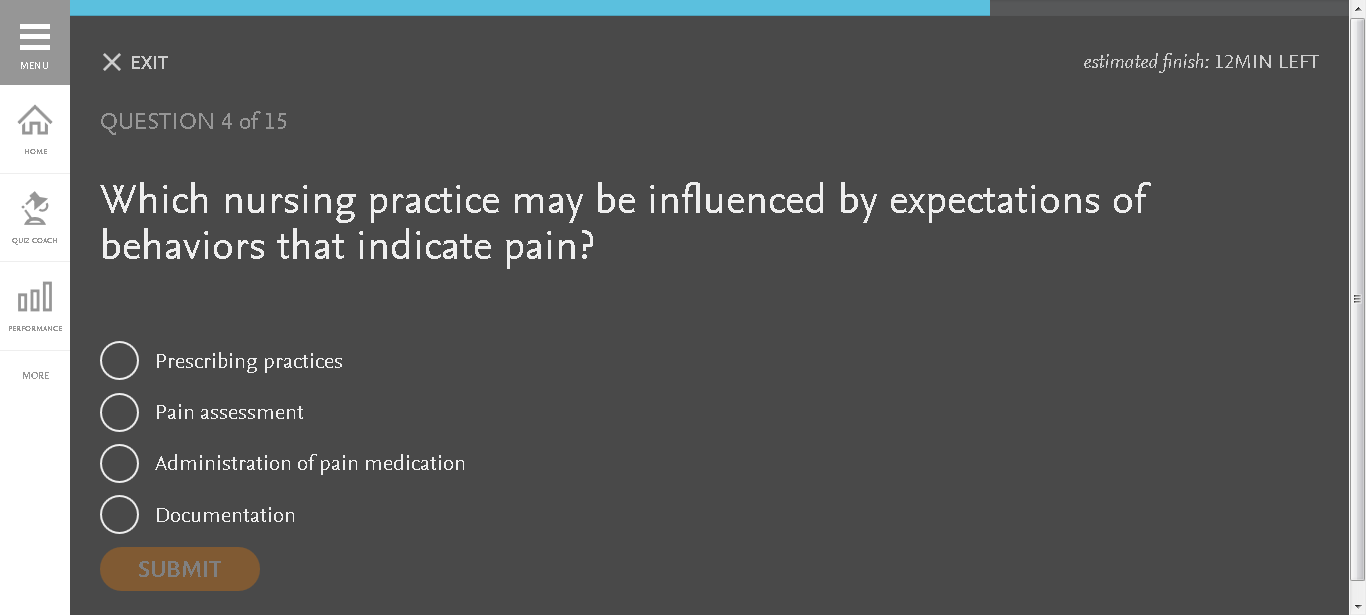 MENU
EXIT
estimated finish: 12MIN LEFT
HOME
QUESTION 4 of 15
Which nursing practice may be influenced by expectations of
behaviors that indicate pain?
QUIZ COACH
PERFORMANCE
MORE
Prescribing practices
Pain assessment
Administration of pain medication
Documentation
SUBMIT